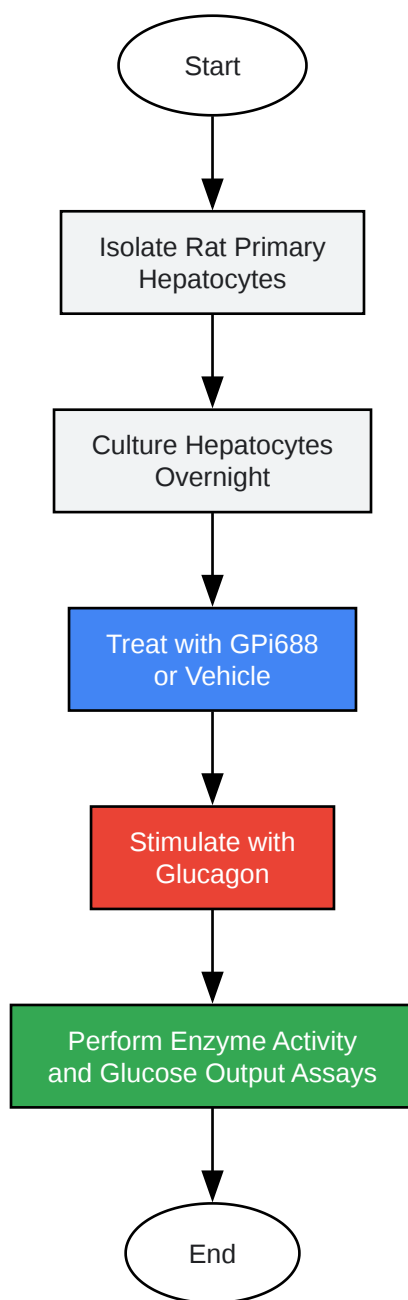 Start
Isolate Rat Primary
Hepatocytes
Culture Hepatocytes
Overnight
Treat with GPi688
or Vehicle
Stimulate with
Glucagon
Perform Enzyme Activity
and Glucose Output Assays
End